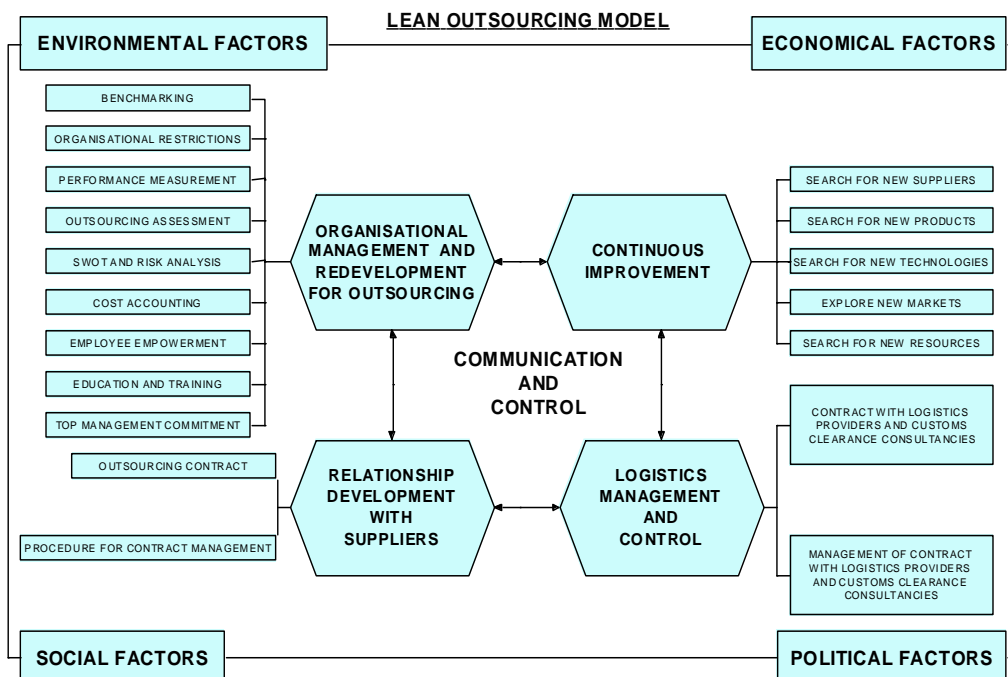 LEAN OUTSOURCING MODEL
ENVIRONMENTAL FACTORS
ECONOMICAL FACTORS
BENCHMARKING
ORGANISATIONAL RESTRICTIONS
PERFORMANCE MEASUREMENT
OUTSOURCING ASSESSMENT
SWOT AND RISK ANALYSIS
COST ACCOUNTING
EMPLOYEE EMPOWERMENT
EDUCATION AND TRAINING
TOP MANAGEMENT COMMITMENT
ORGANISATIONAL
MANAGEMENT AND
REDEVELOPMENT
FOR OUTSOURCING
CONTINUOUS
IMPROVEMENT
SEARCH FOR NEW SUPPLIERS
SEARCH FOR NEW PRODUCTS
SEARCH FOR NEW TECHNOLOGIES
EXPLORE NEW MARKETS
SEARCH FOR NEW RESOURCES
COMMUNICATION
AND
CONTROL
OUTSOURCING CONTRACT
PROCEDURE FOR CONTRACT MANAGEMENT
RELATIONSHIP
DEVELOPMENT
WITH
SUPPLIERS
LOGISTICS
MANAGEMENT
AND
CONTROL
CONTRACT WITH LOGISTICS
PROVIDERS AND CUSTOMS
CLEARANCE CONSULTANCIES
MANAGEMENT OF CONTRACT
WITH LOGISTICS PROVIDERS
AND CUSTOMS CLEARANCE
CONSULTANCIES
SOCIAL FACTORS
POLITICAL FACTORS